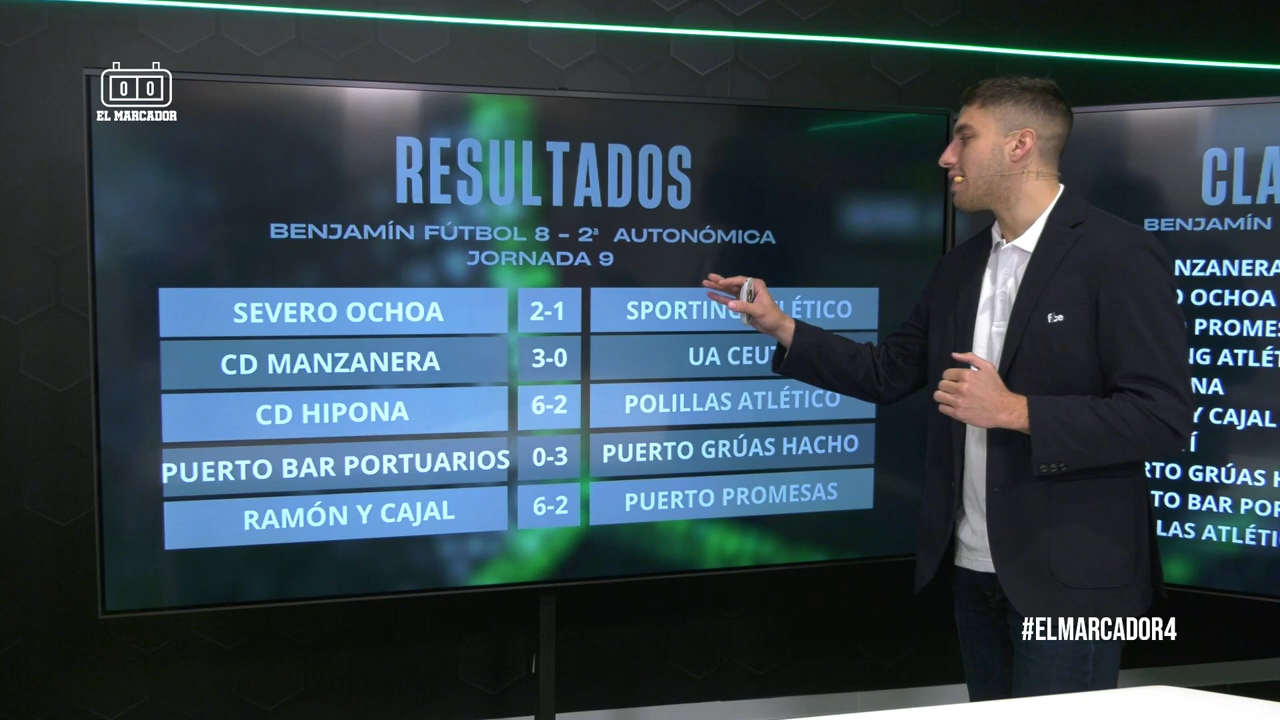 00
EL MARCADOR
RESULTADOS
BENJAMÍN FÚTBOL 8 - 2ª AUTONÓMICA
JORNADA 9
SEVERO OCHOA 2-1 SPORTING ATLÉTICO
CD MANZANERA 3-0 UA CEUT
CD HIPONA 6-2 POLILLAS ATLÉTICO
PUERTO BAR PORTUARIOS 0-3 PUERTO GRÚAS HACHO
RAMÓN Y CAJAL 6-2 PUERTO PROMESAS
CLA
BENJAMÍN
NZANERA
O OCHOA
PROMES
NG ATLÉT
NA
Y CAJAL
Í
RTO GRÚAS H
TO BAR POR
LAS ATLÉTI
#ELMARCADOR4